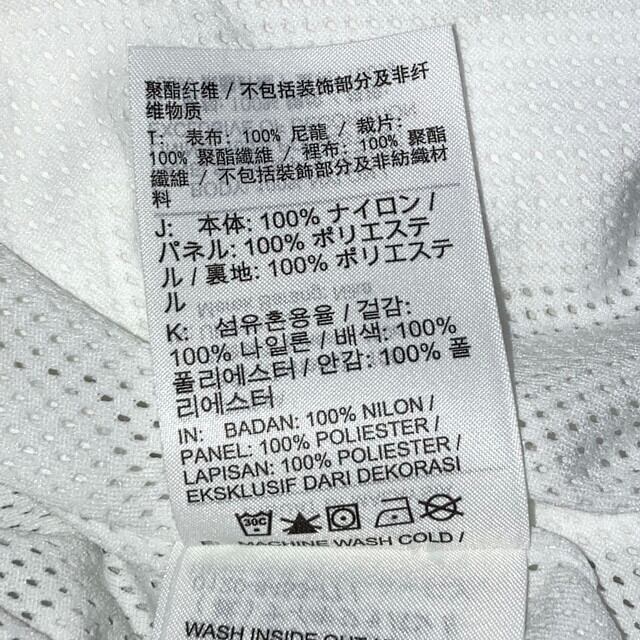 聚酯纤维 / 不包括装饰部分及非纤
维物质
T: 表布: 100% 尼龍 / 裁片:
100% 聚酯纖維 / 裡布: 100% 聚酯
纖維 / 不包括裝飾部分及非紡織材
料
J: 本体: 100% ナイロン /
パネル: 100% ポリエステ
ル / 裏地: 100% ポリエステ
ル
K: 섬유혼용율 / 겉감:
100% 나일론 / 배색: 100%
폴리에스터 / 안감: 100% 폴
리에스터
IN: BADAN: 100% NILON /
PANEL: 100% POLIESTER /
LAPISAN: 100% POLIESTER /
EKSKLUSIF DARI DEKORASI
30C
E: MACHINE WASH COLD /
WASH INSIDE OUT